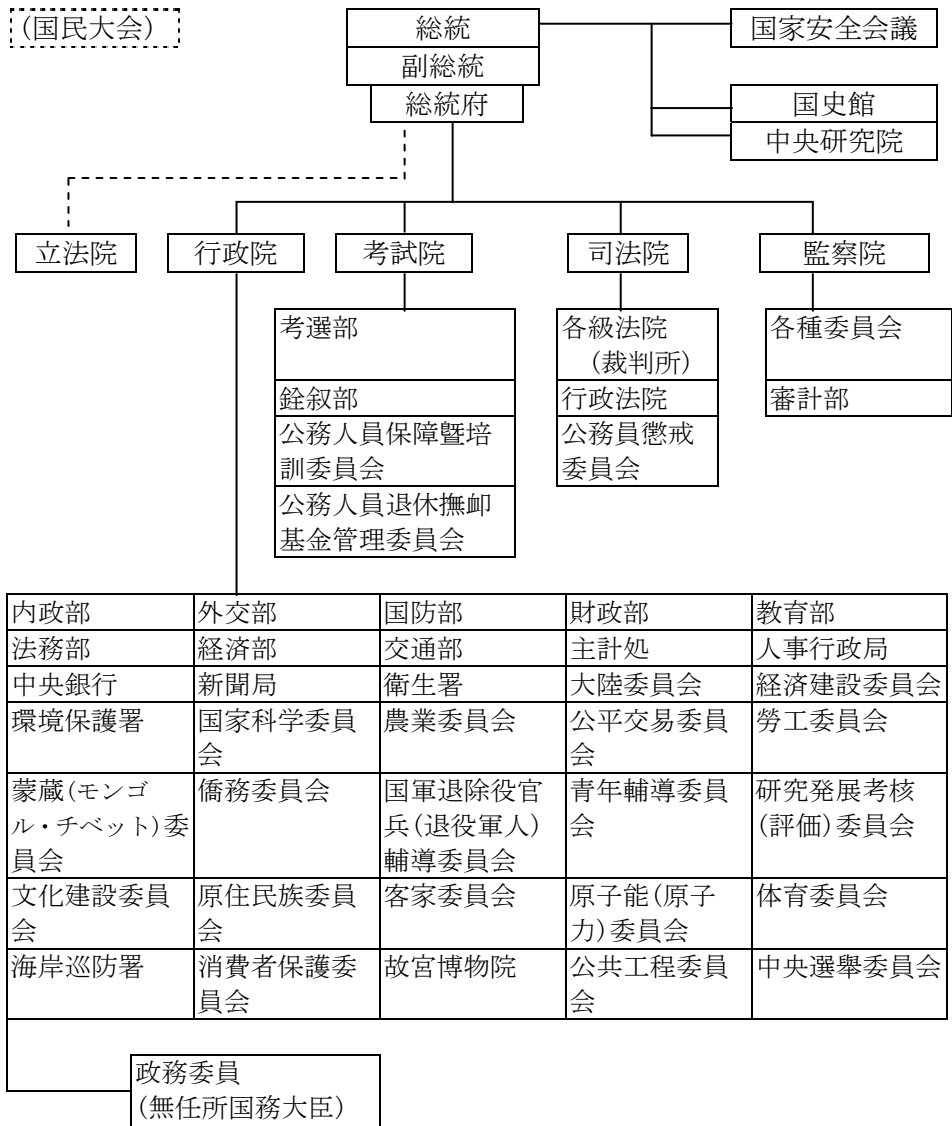 (国民大会)
総統
国家安全会議
副総統
総統府
国史館
中央研究院
立法院
行政院
考試院
司法院
監察院
考選部
銓叙部
公務人員保障曁培
訓委員会
公務人員退休撫卹
基金管理委員会
各級法院
(裁判所)
行政法院
公務員懲戒
委員会
各種委員会
審計部
内政部
外交部
国防部
財政部
教育部
法務部
経済部
交通部
主計処
人事行政局
中央銀行
新聞局
衛生署
大陸委員会
経済建設委員会
環境保護署
国家科学委員
会
農業委員会
公平交易委員
会
勞工委員会
蒙蔵(モンゴ
ル・チベット)委
員会
僑務委員会
国軍退除役官
兵(退役軍人)
輔導委員会
青年輔導委員
会
研究発展考核
(評価)委員会
文化建設委員
会
原住民族委員
会
客家委員会
原子能(原子
力)委員会
体育委員会
海岸巡防署
消費者保護委
員会
故宮博物院
公共工程委員
会
中央選挙委員会
政務委員
(無任所国務大臣)